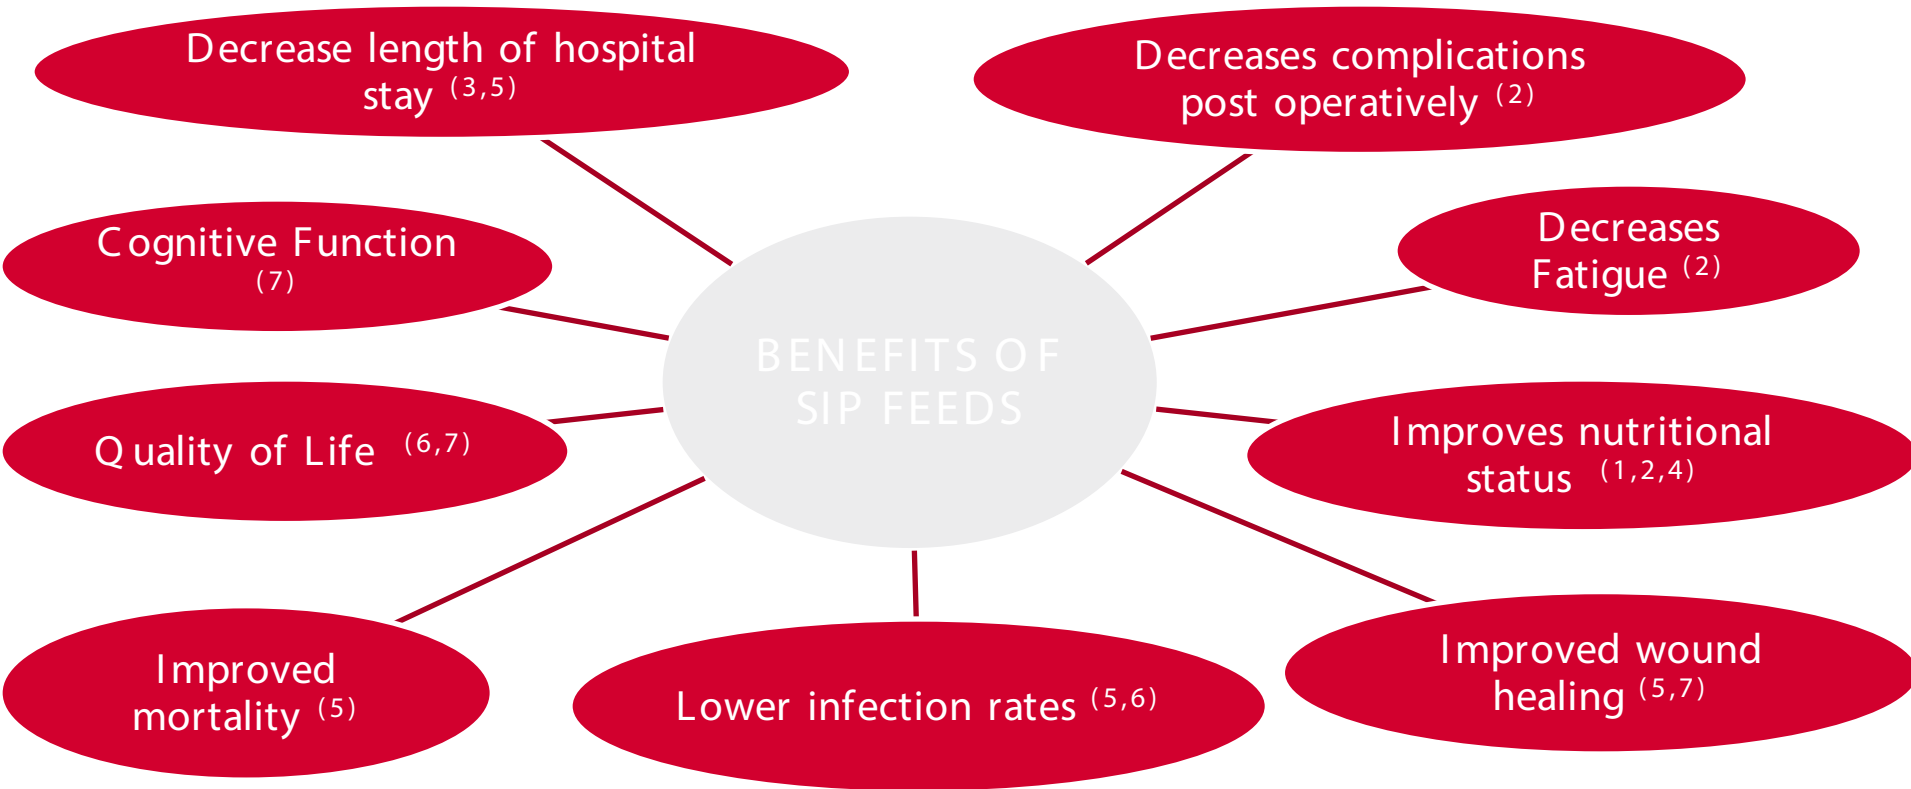 Decrease length of hospital
stay (3,5)
Decreases complications
post operatively (2)
Cognitive Function
(7)
Decreases
Fatigue (2)
BENEFITS OF
SIP FEEDS
Quality of Life (6,7)
Improves nutritional
status (1,2,4)
Improved
mortality (5)
Lower infection rates (5,6)
Improved wound
healing (5,7)